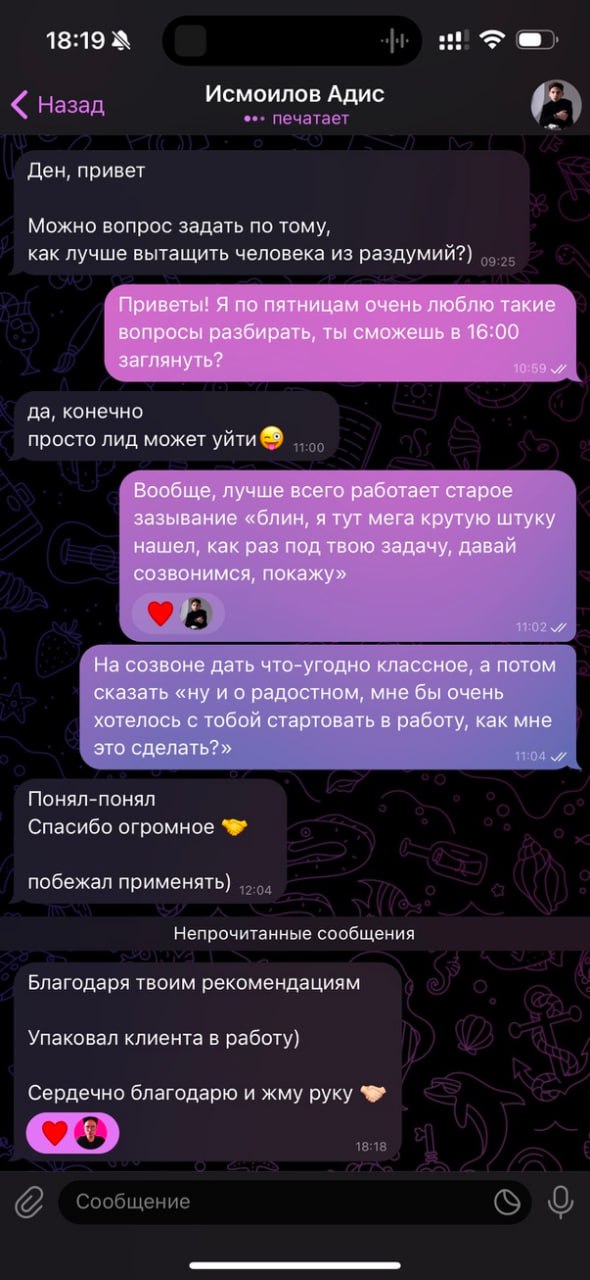 18:19
Назад
Исмоилов Адис
печатает
Ден, привет
Можно вопрос задать по тому,
как лучше вытащить человека из раздумий?)
09:25
Приветы! Я по пятницам очень люблю такие
вопросы разбирать, ты сможешь в 16:00
заглянуть?
10:59
да, конечно
просто лид может уйти😜
11:00
Вообще, лучше всего работает старое
зазывание «блин, я тут мега крутую штуку
нашел, как раз под твою задачу, давай
созвонимся, покажу»
11:02
На созвоне дать что-угодно классное, а потом
сказать «ну и о радостном, мне бы очень
хотелось с тобой стартовать в работу, как мне
это сделать?»
11:04
Понял-понял
Спасибо огромное 🤝
побежал применять)
12:04
Непрочитанные сообщения
Благодаря твоим рекомендациям
Упаковал клиента в работу)
Сердечно благодарю и жму руку 🤝🏻
18:18
Сообщение